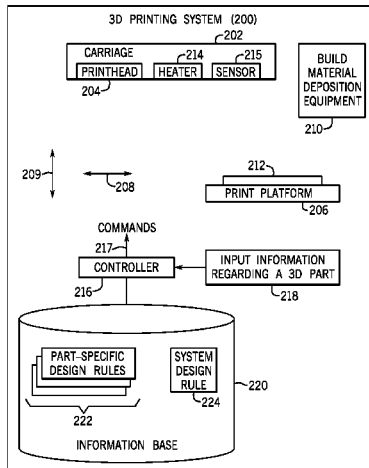 3D PRINTING SYSTEM (200)
202
CARRIAGE
214
215
PRINTHEAD
HEATER
SENSOR
204
BUILD
MATERIAL
DEPOSITION
EQUIPMENT
210
209
208
212
PRINT PLATFORM
206
COMMANDS
217
CONTROLLER
216
INPUT INFORMATION
REGARDING A 3D PART
218
PART-SPECIFIC
DESIGN RULES
SYSTEM
DESIGN
RULE
220
222
224
INFORMATION BASE